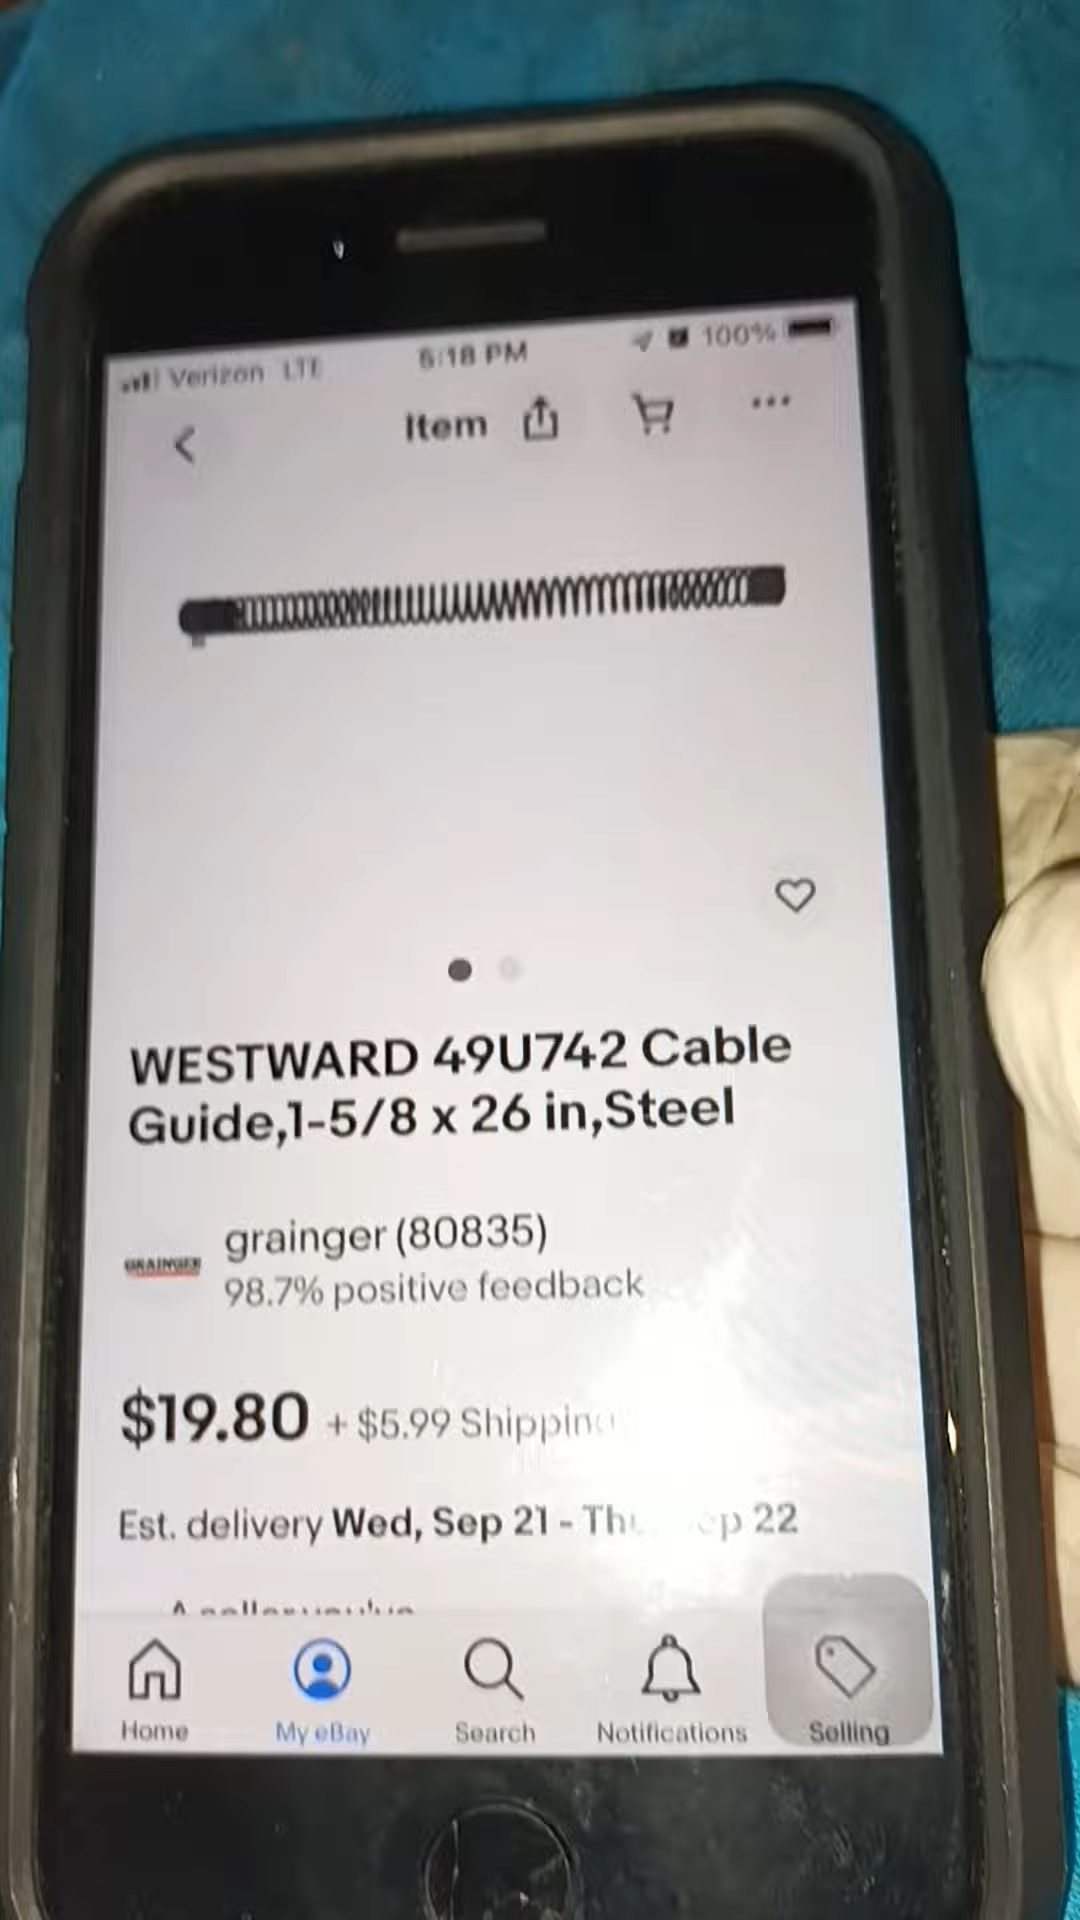 Verizon LTE 5:18 PM 100%
Item
WESTWARD 49U742 Cable
Guide,1-5/8 x 26 in,Steel
GRAINGER
grainger (80835)
98.7% positive feedback
$19.80 + $5.99 Shipping
Est. delivery Wed, Sep 21 - 22
Home My eBay Search Notifications Selling